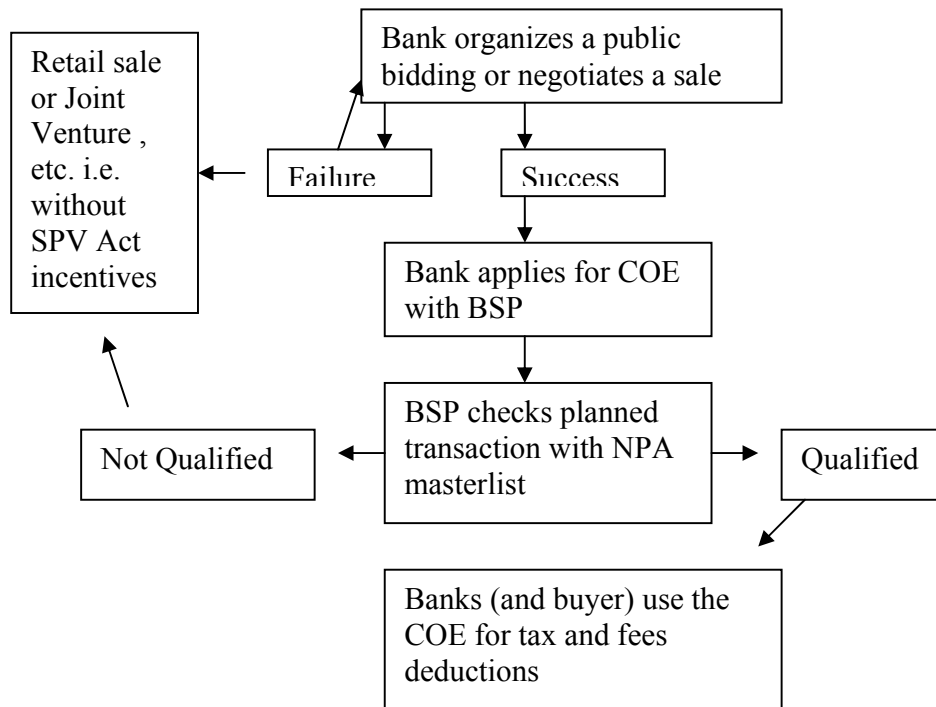 Bank organizes a public
bidding or negotiates a sale
Retail sale
or Joint
Venture ,
etc. i.e.
without
SPV Act
incentives
Failure
Success
Bank applies for COE
with BSP
BSP checks planned
transaction with NPA
masterlist
Not Qualified
Qualified
Banks (and buyer) use the
COE for tax and fees
deductions